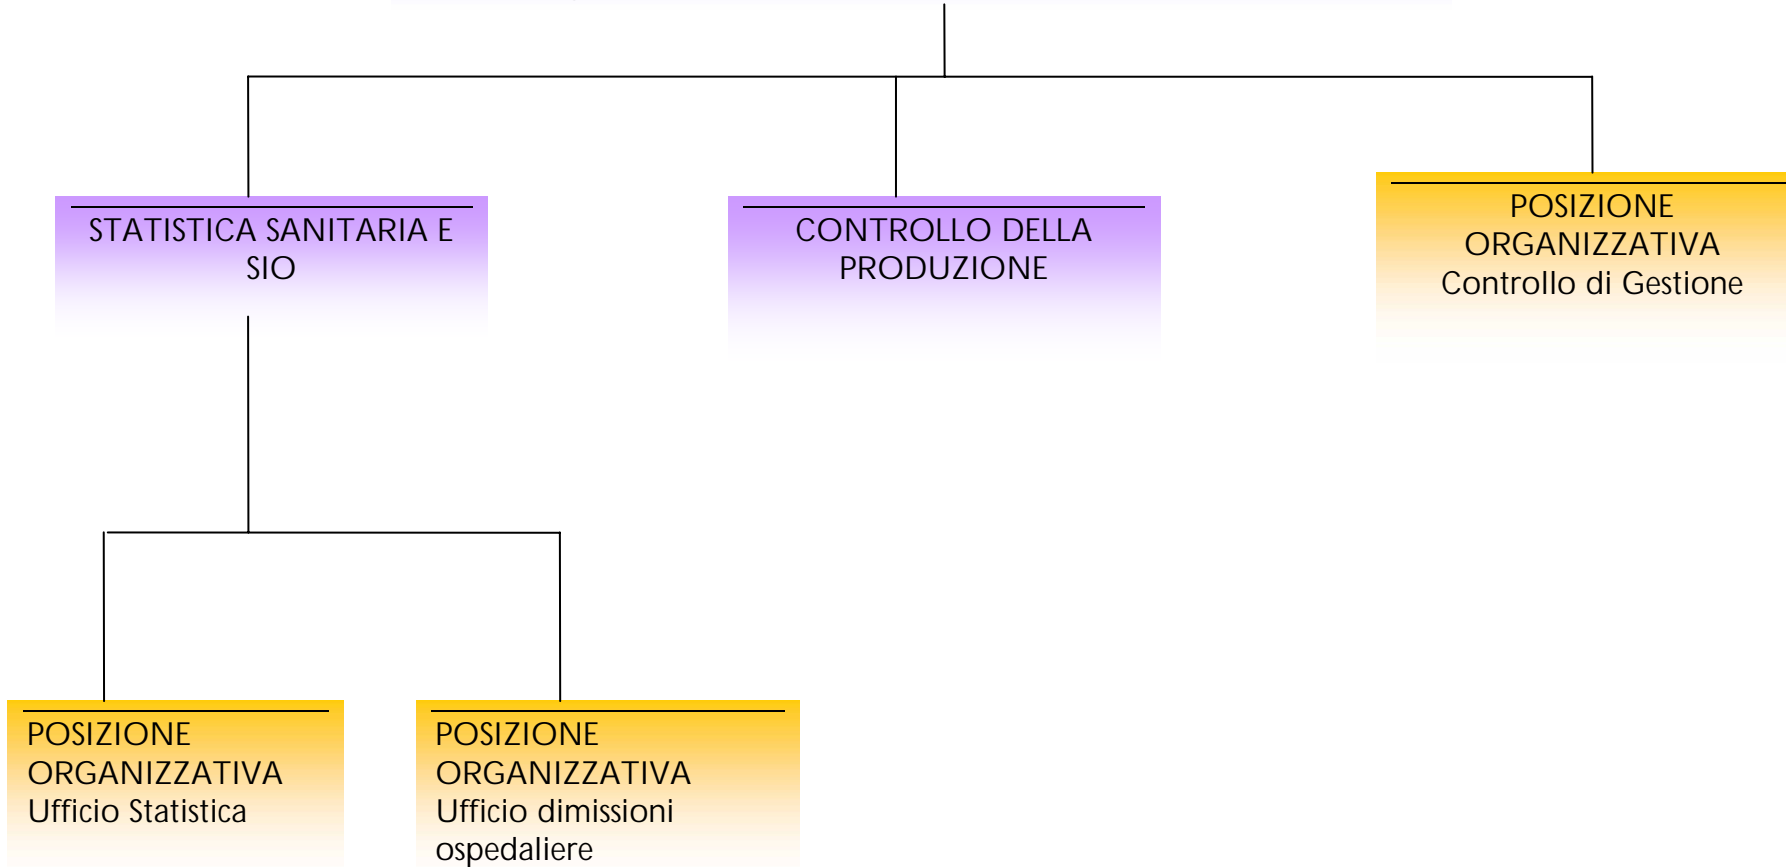 STATISTICA SANITARIA E
SIO
CONTROLLO DELLA
PRODUZIONE
POSIZIONE
ORGANIZZATIVA
Controllo di Gestione
POSIZIONE
ORGANIZZATIVA
Ufficio Statistica
POSIZIONE
ORGANIZZATIVA
Ufficio dimissioni
ospedaliere